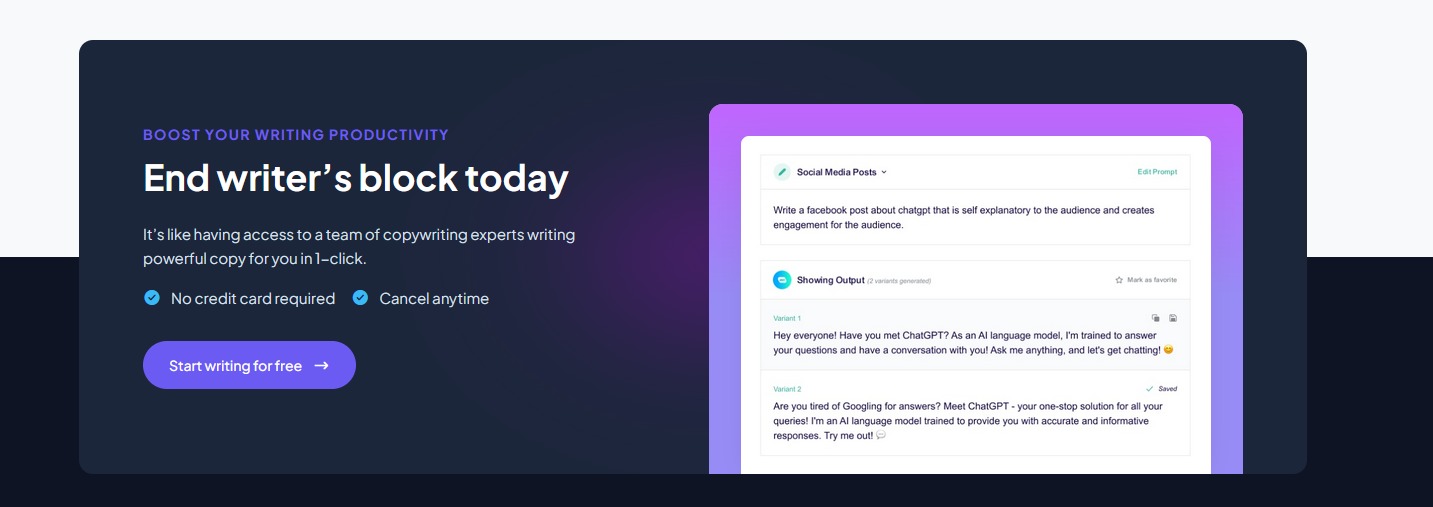 BOOST YOUR WRITING PRODUCTIVITY
End writer’s block today
It’s like having access to a team of copywriting experts writing
powerful copy for you in 1–click.
No credit card required
Cancel anytime
Start writing for free →
Social Media Posts
Edit Prompt
Write a facebook post about chatgpt that is self explanatory to the audience and creates
engagement for the audience.
Showing Output (2 variants generated)
Mark as favorite
Variant 1
Hey everyone! Have you met ChatGPT? As an AI language model, I'm trained to answer
your questions and have a conversation with you! Ask me anything, and let's get chatting! 😊
Variant 2
Saved
Are you tired of Googling for answers? Meet ChatGPT - your one-stop solution for all your
queries! I'm an AI language model trained to provide you with accurate and informative
responses. Try me out! 💬